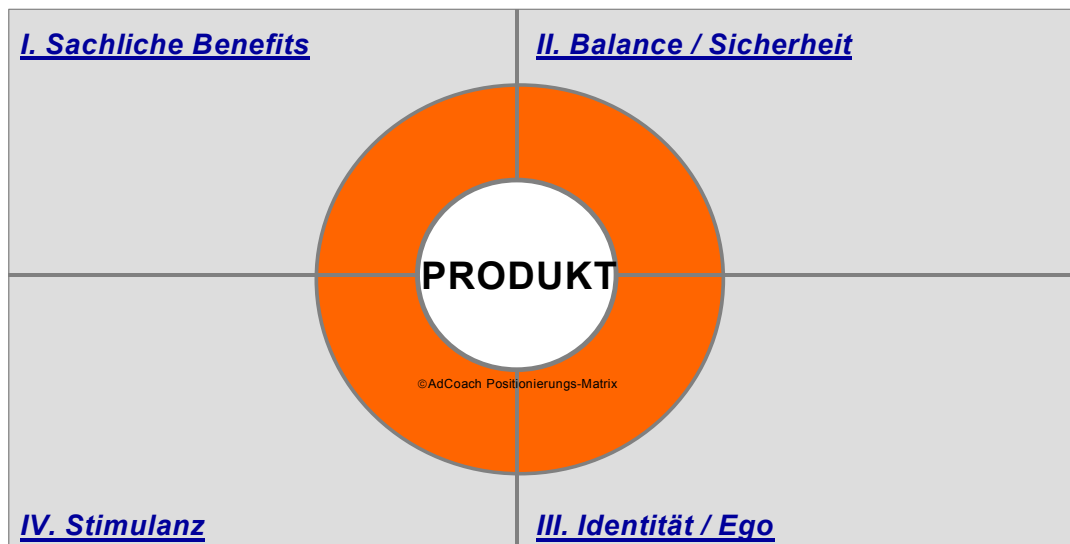 I. Sachliche Benefits
II. Balance / Sicherheit
PRODUKT
©AdCoach Positionierungs-Matrix
IV. Stimulanz
III. Identität / Ego